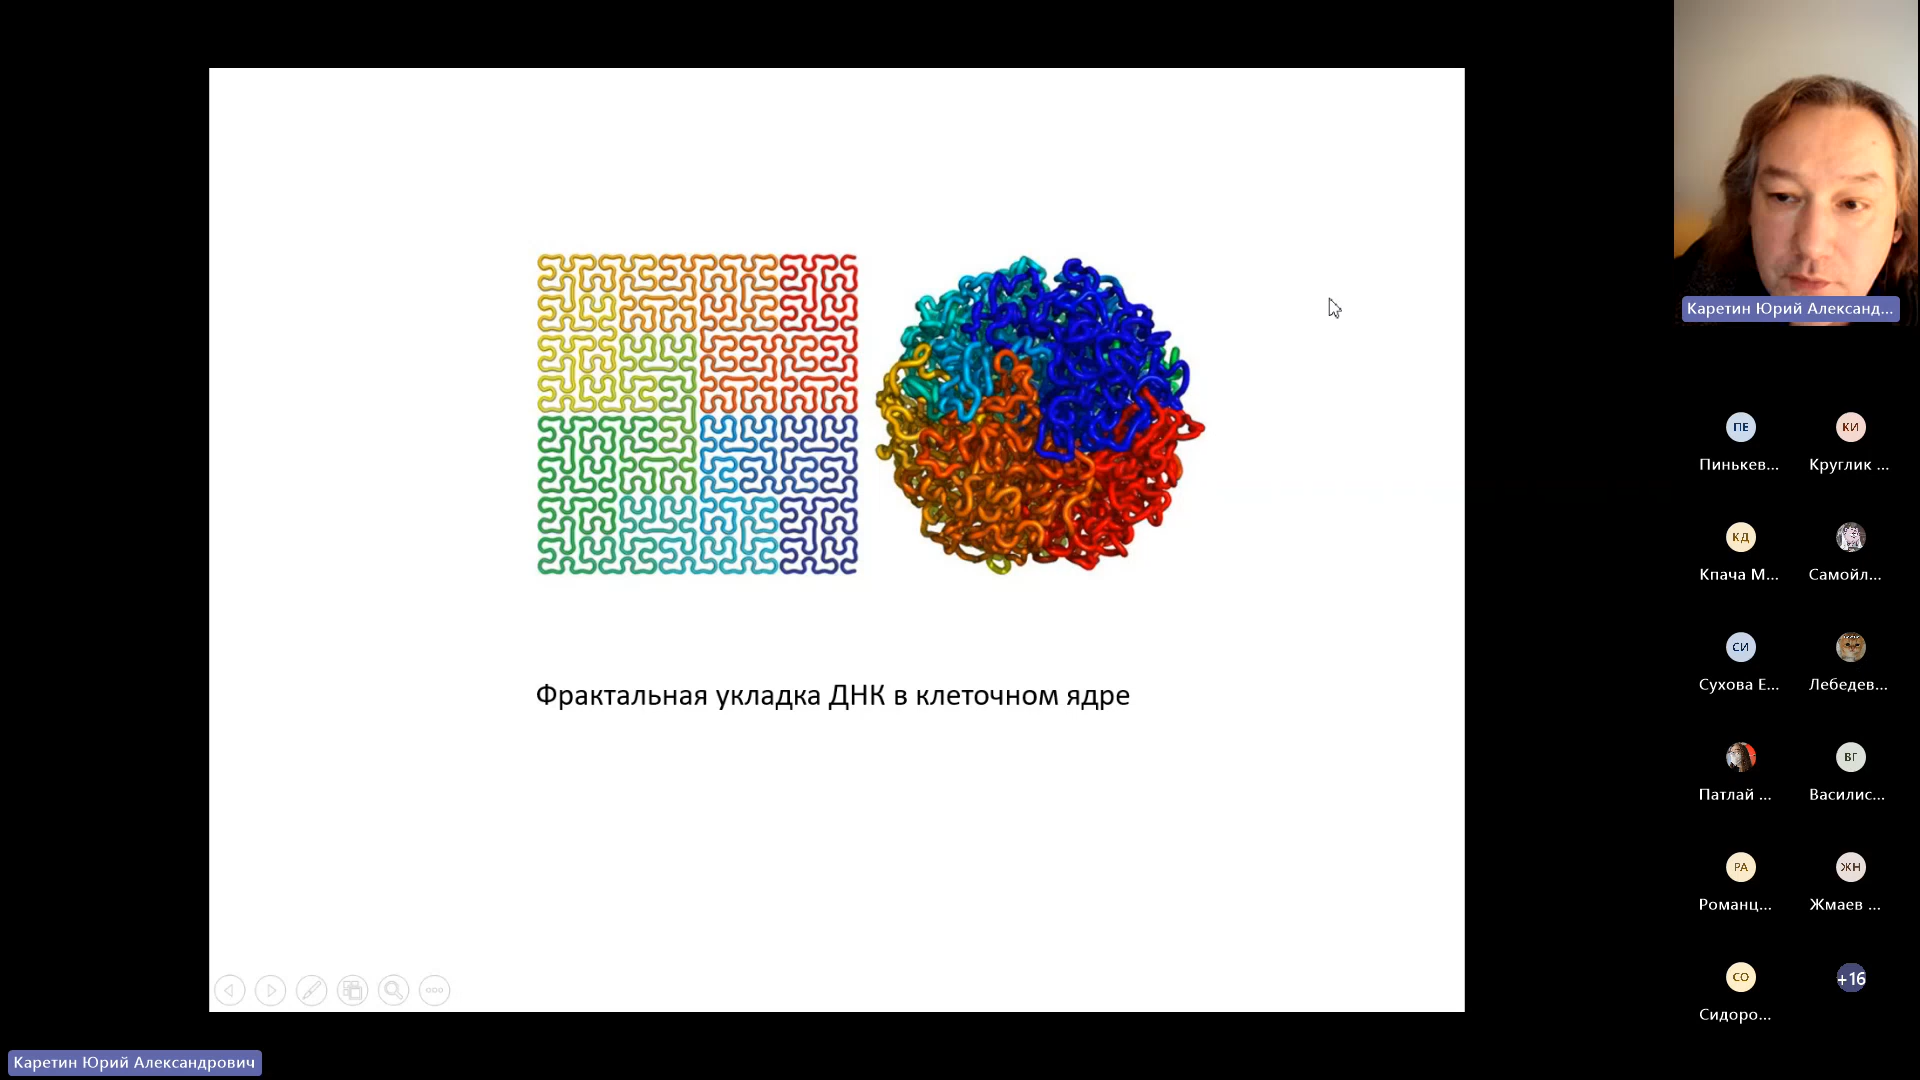 Фрактальная укладка ДНК в клеточном ядре
Каретин Юрий Александ...
ПЕ
КИ
Пинькев...
Круглик ...
КД
Кпача М...
Самойл...
СИ
Сухова Е...
Лебедев...
ВГ
Патлай ...
Василис...
РА
ЖН
Романц...
Жмаев ...
СО
+16
Сидоро...
Каретин Юрий Александрович